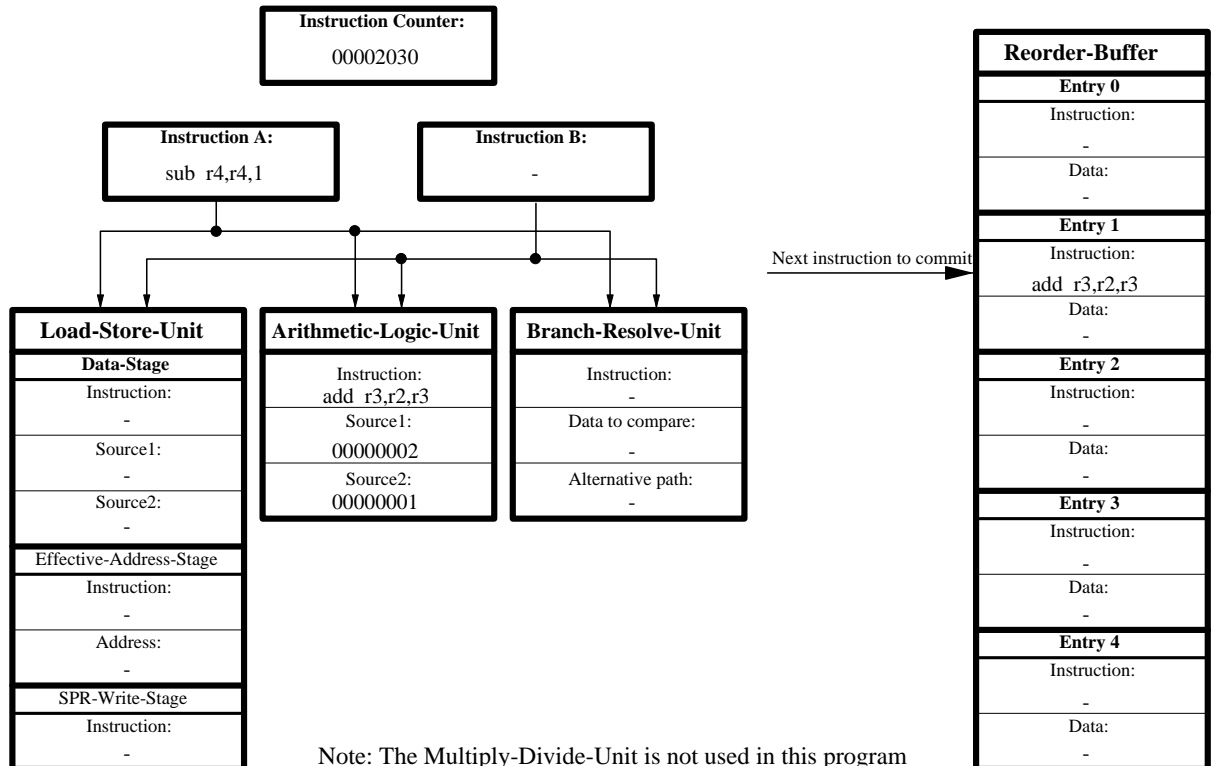 Instruction Counter:
00002030
Instruction A:
sub r4,r4,1
Instruction B:
-
Load-Store-Unit
Data-Stage
Instruction:
-
Source1:
-
Source2:
-
Effective-Address-Stage
Instruction:
-
Address:
-
SPR-Write-Stage
Instruction:
-
Arithmetic-Logic-Unit
Instruction:
add r3,r2,r3
Source1:
00000002
Source2:
00000001
Branch-Resolve-Unit
Instruction:
-
Data to compare:
-
Alternative path:
-
Note: The Multiply-Divide-Unit is not used in this program
Next instruction to commit
Reorder-Buffer
Entry 0
Instruction:
-
Data:
-
Entry 1
Instruction:
add r3,r2,r3
Data:
-
Entry 2
Instruction:
-
Data:
-
Entry 3
Instruction:
-
Data:
-
Entry 4
Instruction:
-
Data:
-